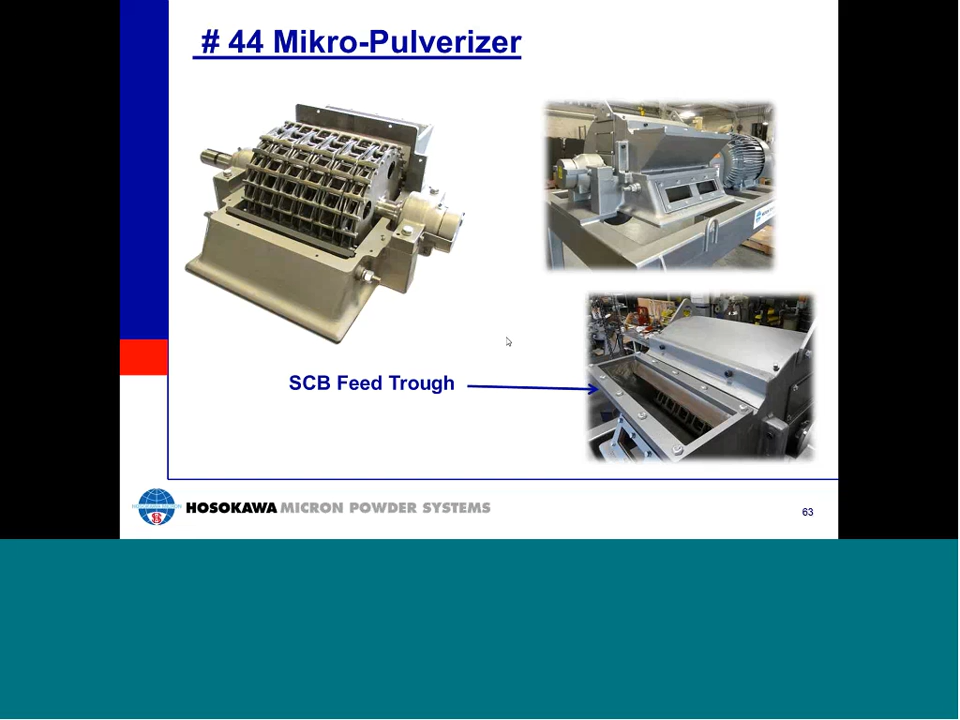 # 44 Mikro-Pulverizer
SCB Feed Trough
HOSOKAWA MICRON POWDER SYSTEMS
63